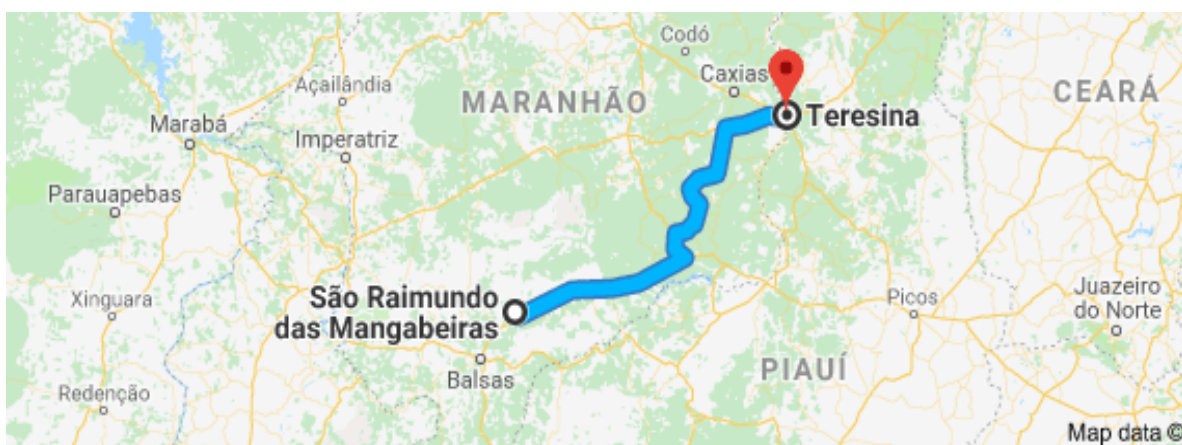 Codó
Caxias
Açailândia
MARANHÃO
CEARÁ
Teresina
Marabá
Imperatriz
Parauapebas
São Raimundo
das Mangabeiras
Xinguara
Picos
Juazeiro
do Norte
Balsas
PIAUÍ
Redenção
Map data ©